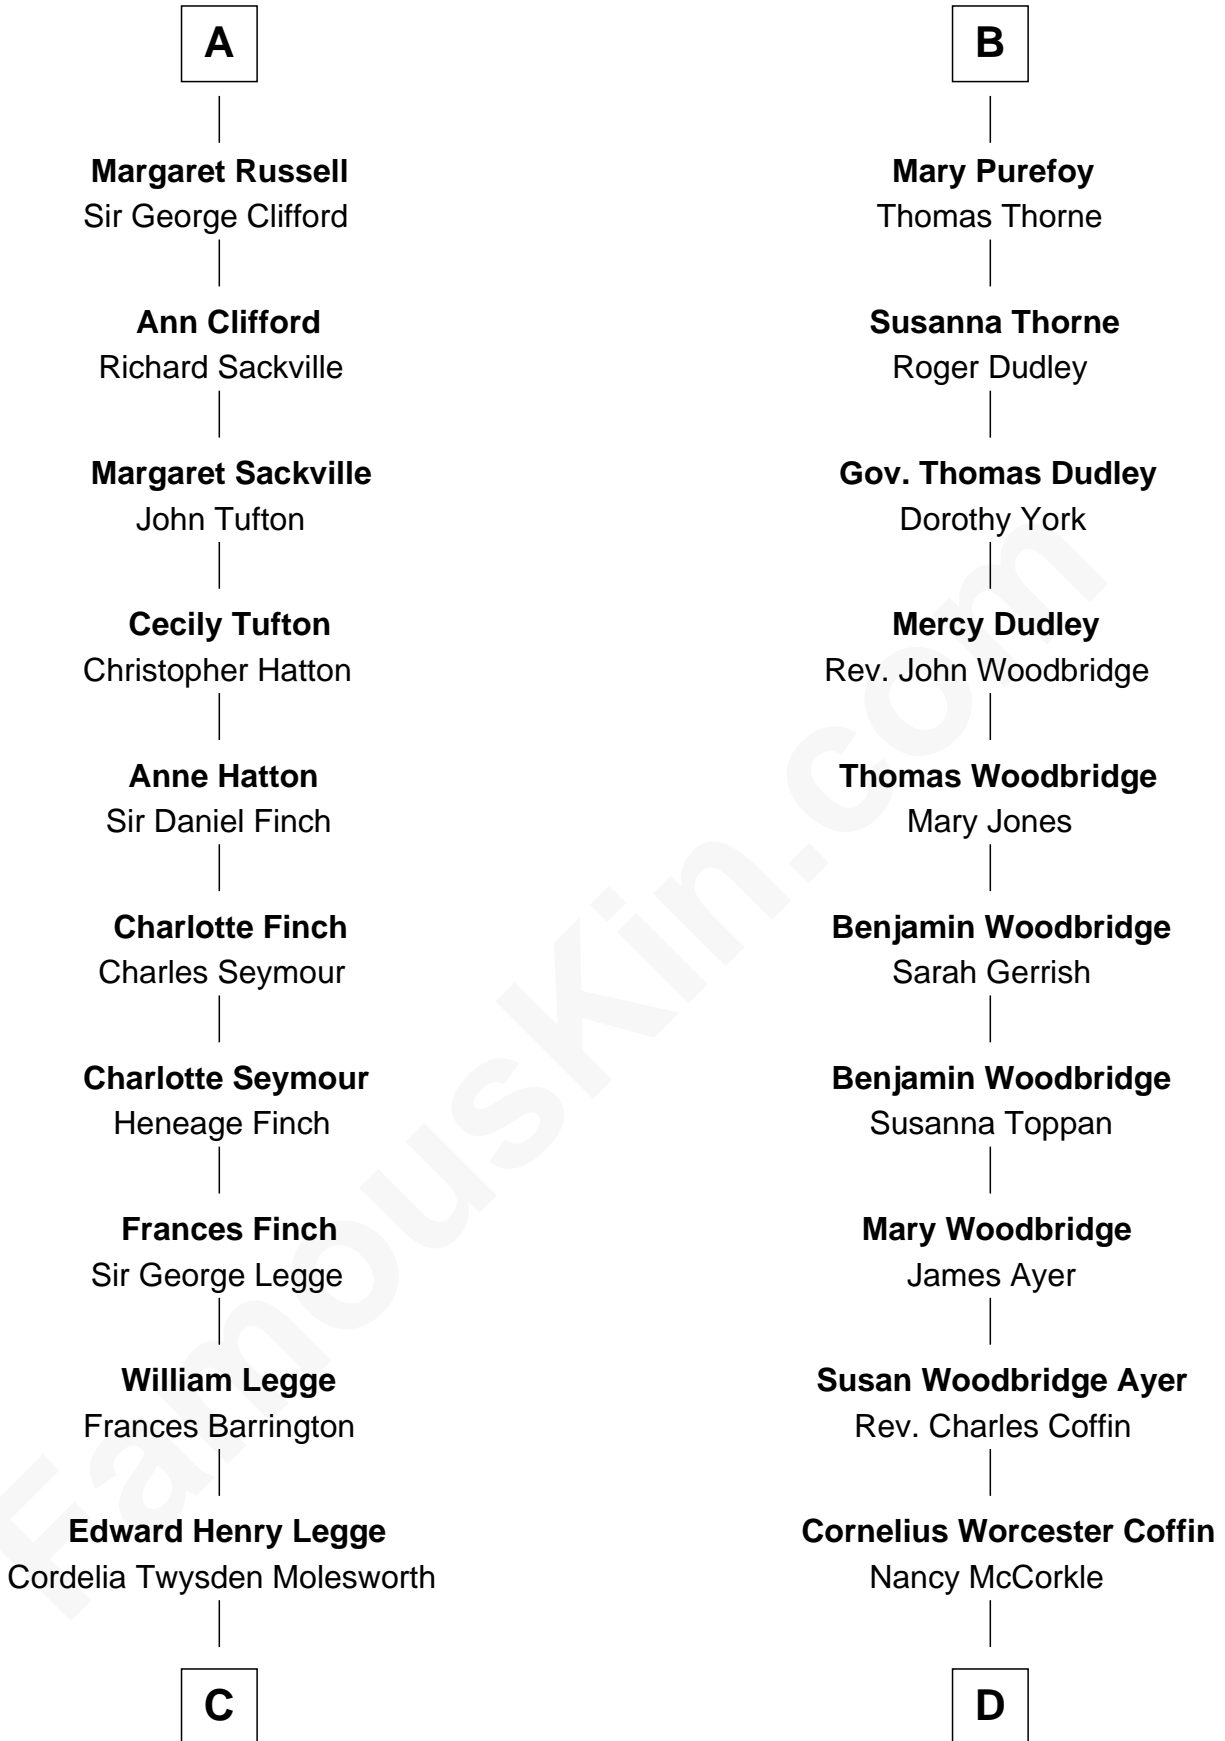 A
Margaret Russell
Sir George Clifford
Ann Clifford
Richard Sackville
Margaret Sackville
John Tufton
Cecily Tufton
Christopher Hatton
Anne Hatton
Sir Daniel Finch
Charlotte Finch
Charles Seymour
Charlotte Seymour
Heneage Finch
Frances Finch
Sir George Legge
William Legge
Frances Barrington
Edward Henry Legge
Cordelia Twysden Molesworth
C
B
Mary Purefoy
Thomas Thorne
Susanna Thorne
Roger Dudley
Gov. Thomas Dudley
Dorothy York
Mercy Dudley
Rev. John Woodbridge
Thomas Woodbridge
Mary Jones
Benjamin Woodbridge
Sarah Gerrish
Benjamin Woodbridge
Susanna Toppan
Mary Woodbridge
James Ayer
Susan Woodbridge Ayer
Rev. Charles Coffin
Cornelius Worcester Coffin
Nancy McCorkle
D
FamousKin.com